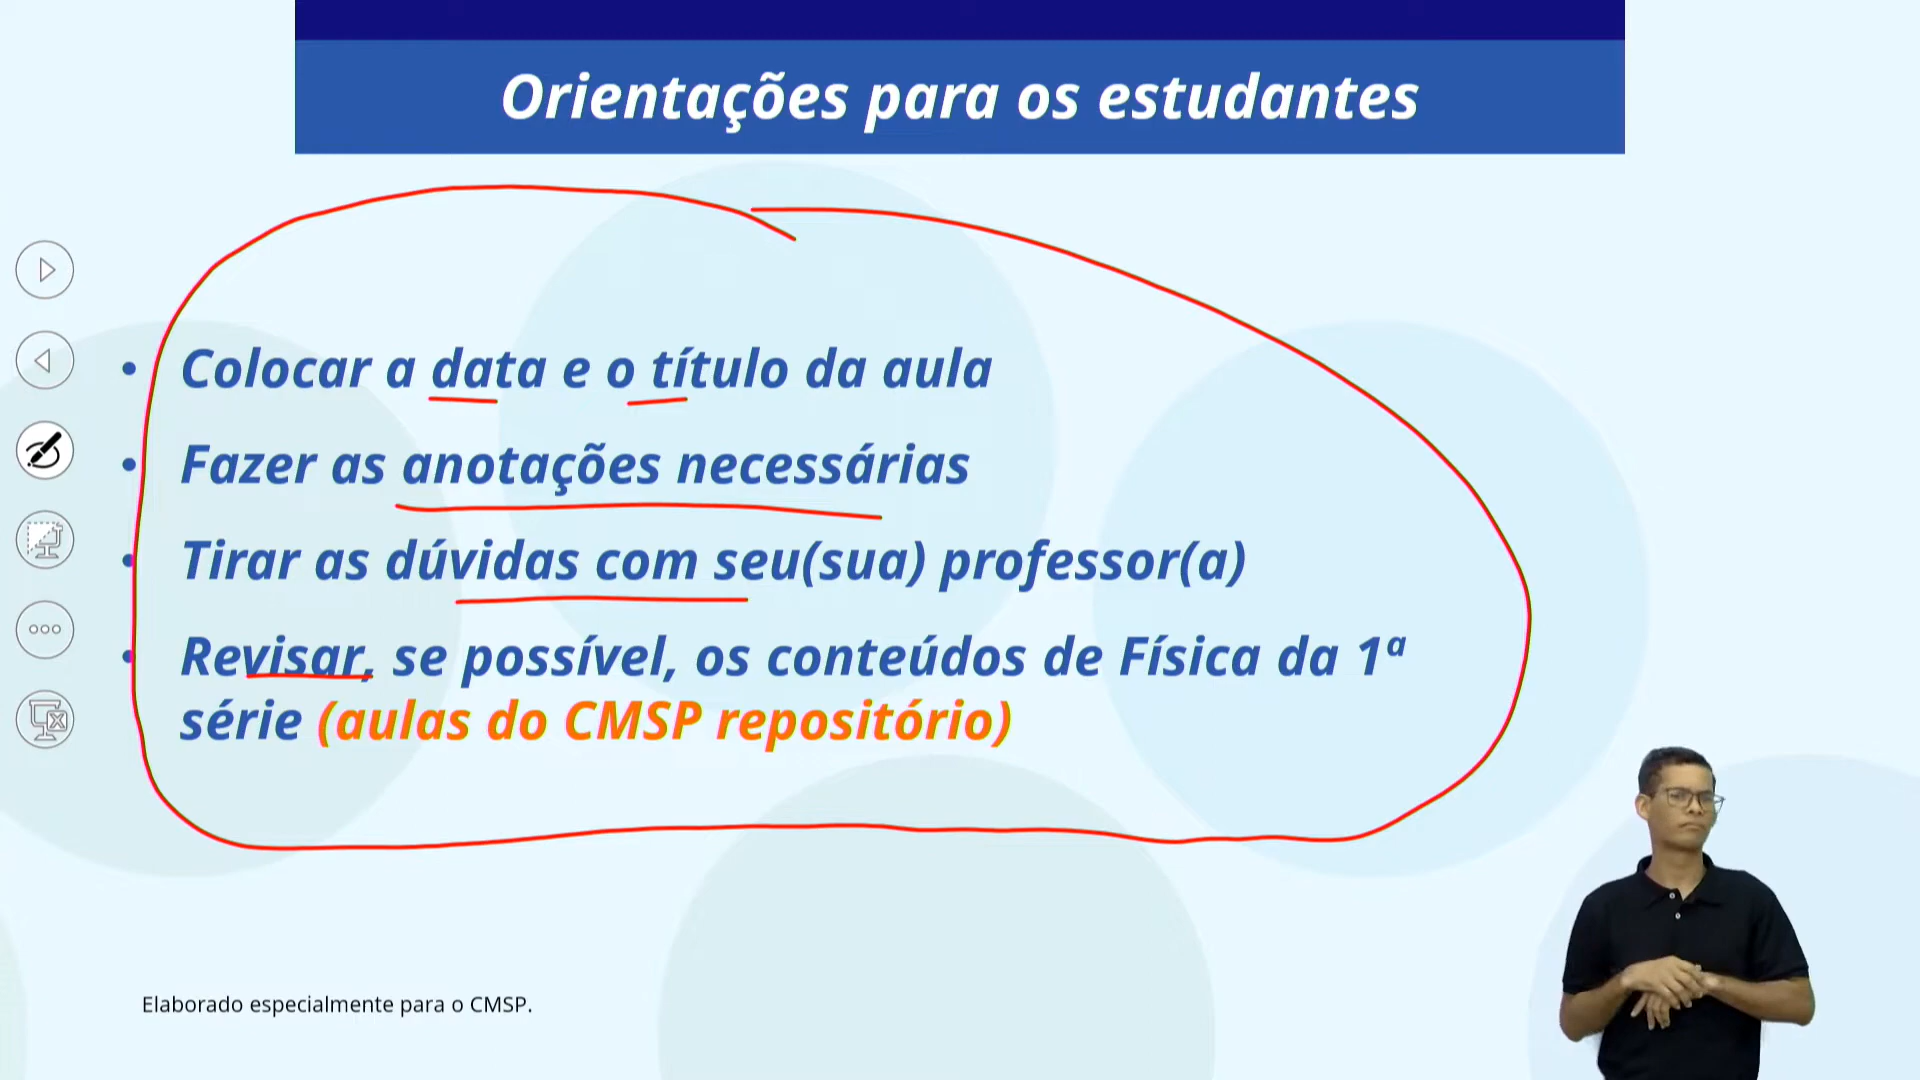 Orientações para os estudantes
• Colocar a data e o título da aula
• Fazer as anotações necessárias
• Tirar as dúvidas com seu(sua) professor(a)
• Revisar, se possível, os conteúdos de Física da 1ª
série (aulas do CMSP repositório)
Elaborado especialmente para o CMSP.